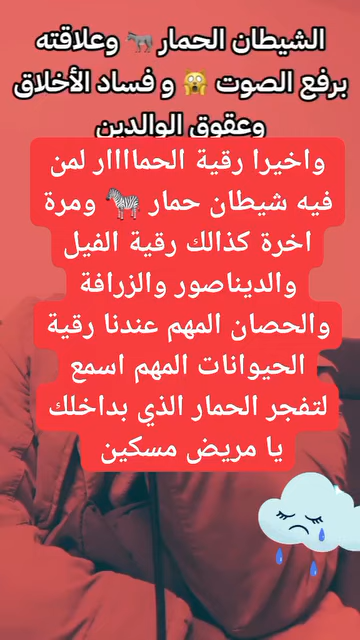 الشيطان الحمار 🦓 وعلاقته
برفع الصوت 🙀 و فساد الأخلاق
وعقوق الوالدين
واخيرا رقية الحماااار لمن
فيه شيطان حمار 🦓 ومرة
اخرة كذالك رقية الفيل
والديناصور والزرافة
والحصان المهم عندنا رقية
الحيوانات المهم اسمع
لتفجر الحمار الذي بداخلك
يا مريض مسكين